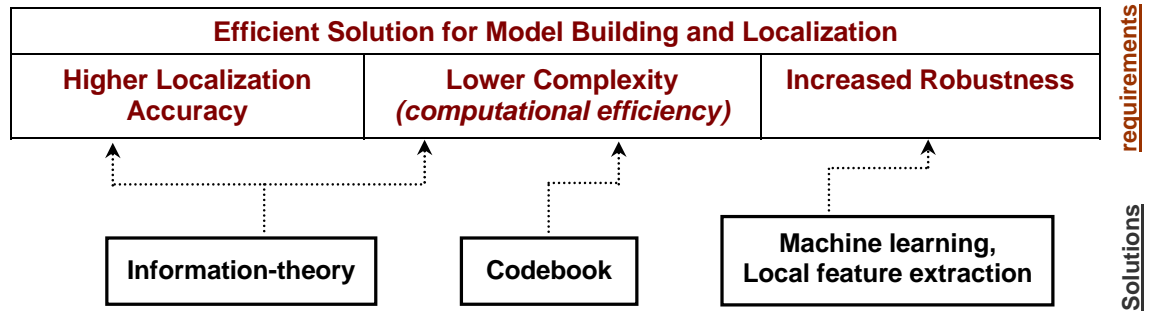 Efficient Solution for Model Building and Localization
Higher Localization
Accuracy
Lower Complexity
(computational efficiency)
Increased Robustness
requirements
Information-theory
Codebook
Machine learning,
Local feature extraction
Solutions